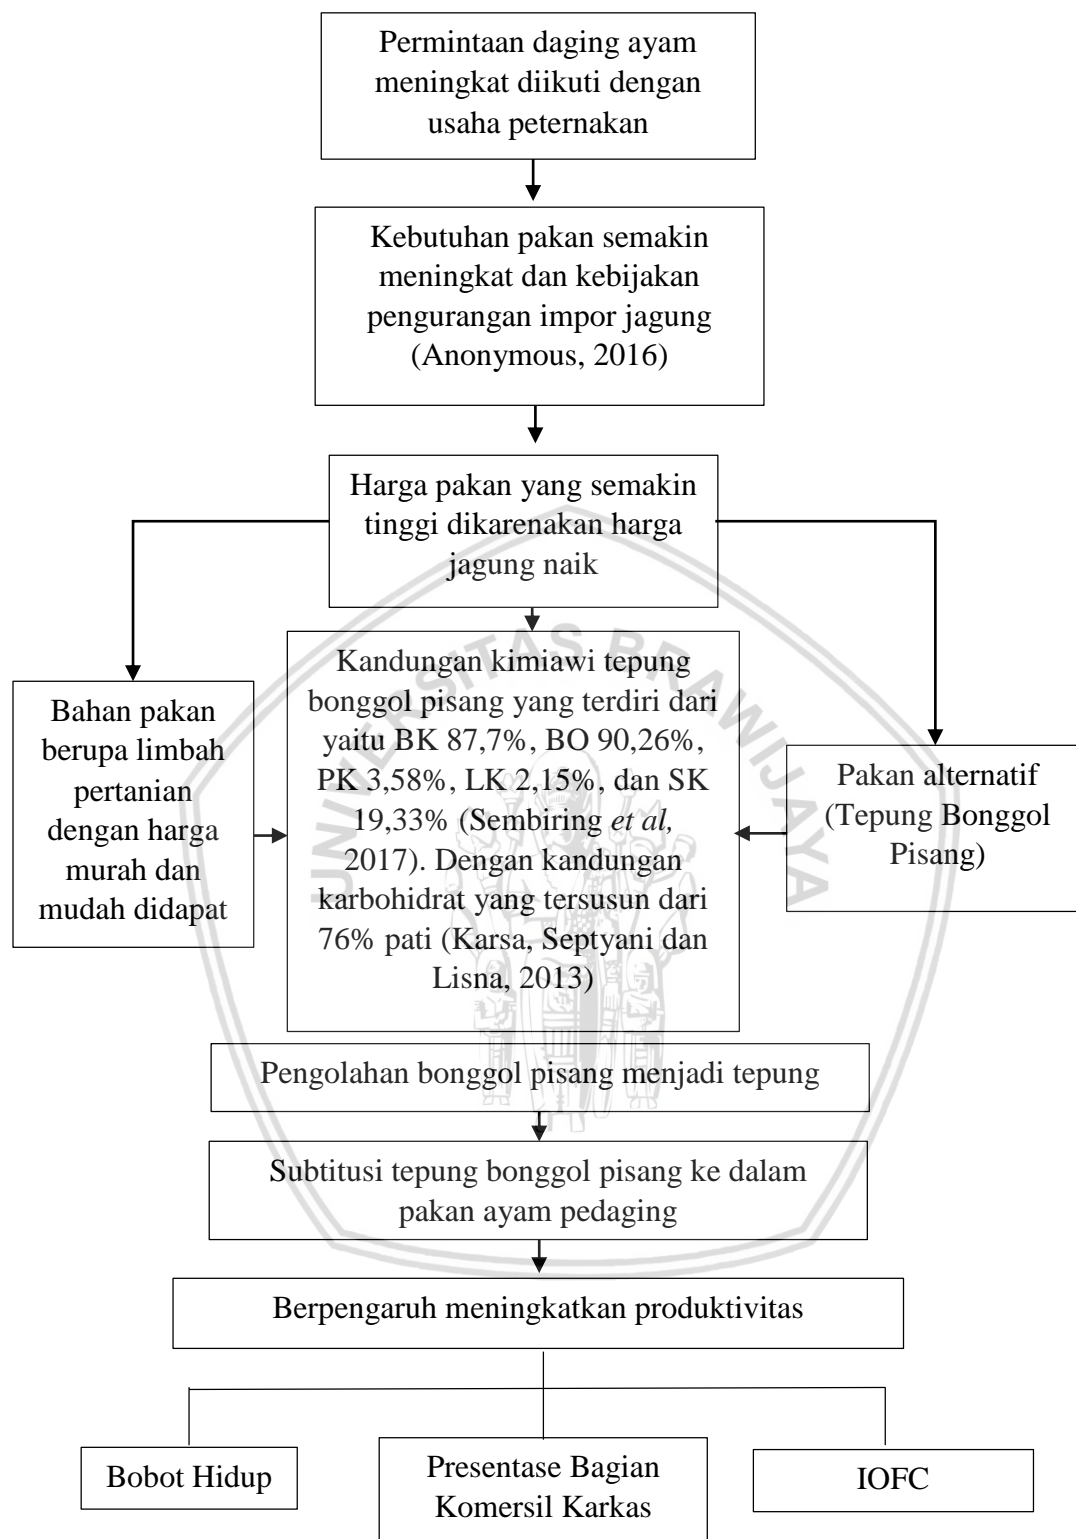 Permintaan daging ayam
meningkat diikuti dengan
usaha peternakan
Kebutuhan pakan semakin
meningkat dan kebijakan
pengurangan impor jagung
(Anonymous, 2016)
Harga pakan yang semakin
tinggi dikarenakan harga
jagung naik
Bahan pakan
berupa limbah
pertanian
dengan harga
murah dan
mudah didapat
Kandungan kimiawi tepung
bonggol pisang yang terdiri dari
yaitu BK 87,7%, BO 90,26%,
PK 3,58%, LK 2,15%, dan SK
19,33% (Sembiring et al,
2017). Dengan kandungan
karbohidrat yang tersusun dari
76% pati (Karsa, Septyani dan
Lisna, 2013)
Pakan alternatif
(Tepung Bonggol
Pisang)
UNIVERSITAS BRAWIJAYA
Pengolahan bonggol pisang menjadi tepung
Subtitusi tepung bonggol pisang ke dalam
pakan ayam pedaging
Berpengaruh meningkatkan produktivitas
Bobot Hidup
Presentase Bagian
Komersil Karkas
IOFC